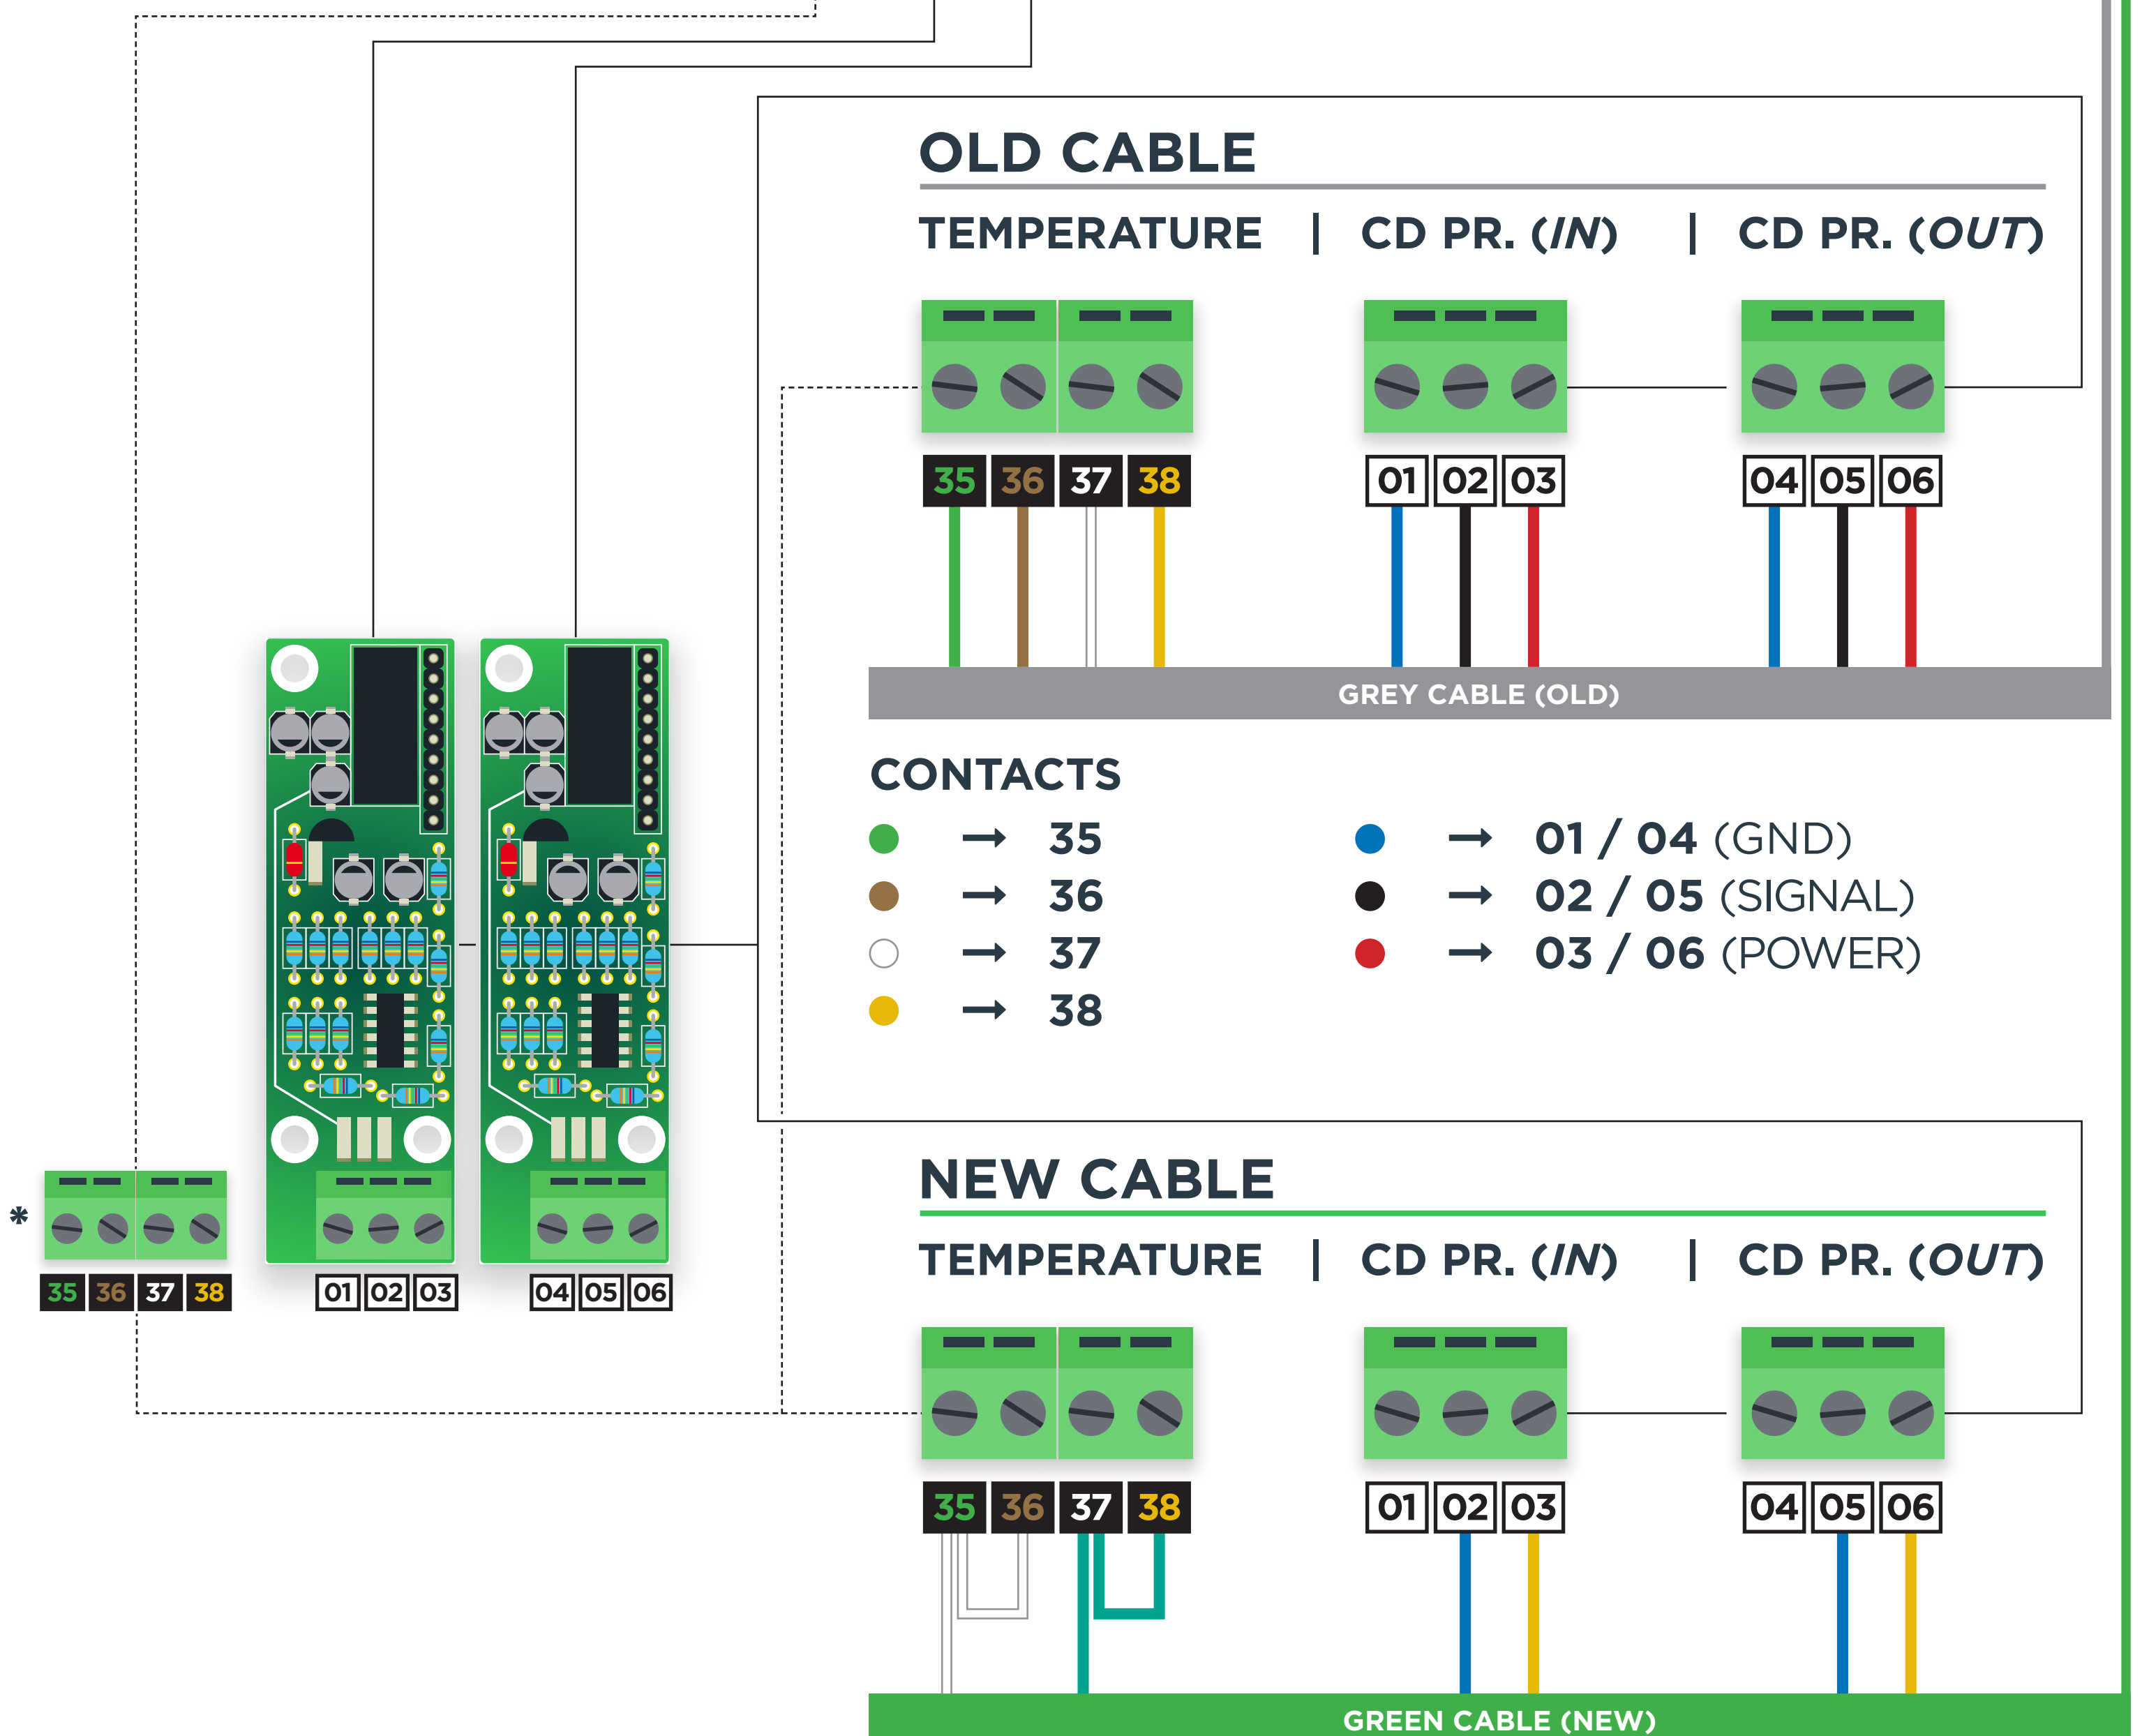 OLD CABLE
TEMPERATURE | CD PR. (IN) | CD PR. (OUT)
35 36 37 38 01 02 03 04 05 06
GREY CABLE (OLD)
CONTACTS
→ 35
→ 36
→ 37
→ 38
→ 01 / 04 (GND)
→ 02 / 05 (SIGNAL)
→ 03 / 06 (POWER)
*
35 36 37 38 01 02 03 04 05 06
NEW CABLE
TEMPERATURE | CD PR. (IN) | CD PR. (OUT)
35 36 37 38 01 02 03 04 05 06
GREEN CABLE (NEW)